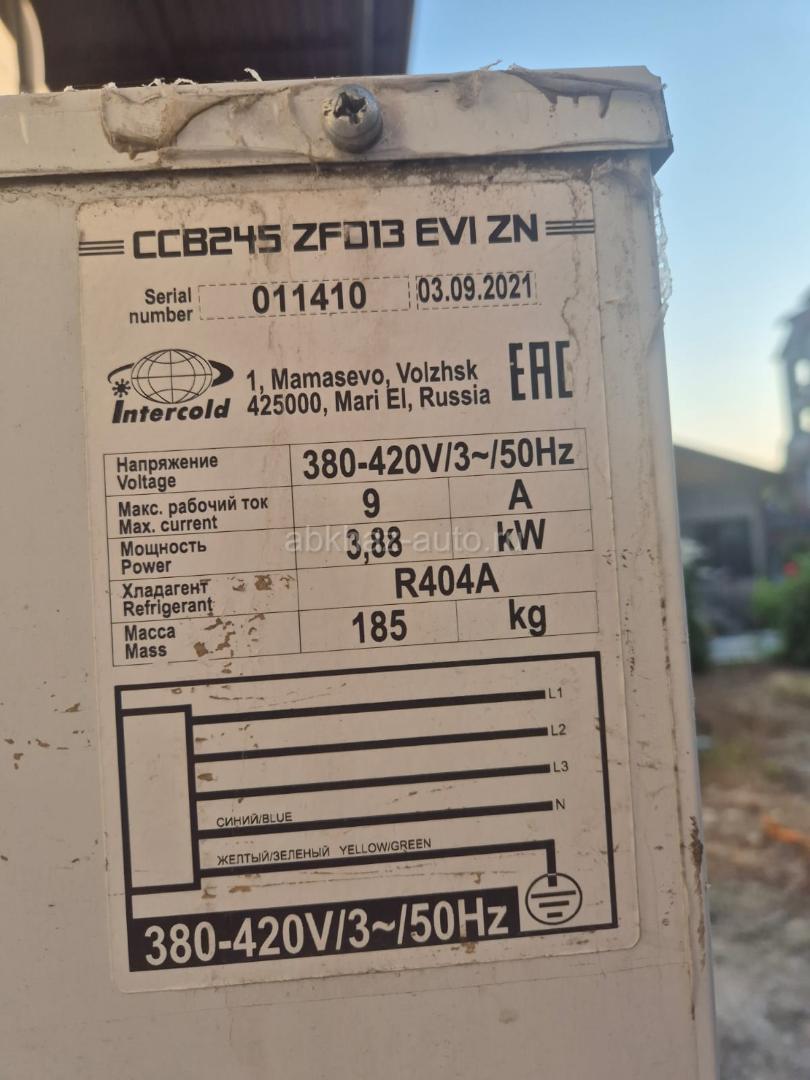 CCB245 ZFD13 EVI ZN
Serial number 011410 03.09.2021
Intercold
1, Mamasevo, Volzhsk
425000, Mari El, Russia
EAC
Напряжение
Voltage
380-420V/3~/50Hz
Макс. рабочий ток
Max. current
9 A
Мощность
Power
3,88 kW
Хладагент
Refrigerant
R404A
Масса
Mass
185 kg
L1
L2
L3
СИНИЙ/BLUE N
ЖЕЛТЫЙ/ЗЕЛЕНЫЙ YELLOW/GREEN
380-420V/3~/50Hz